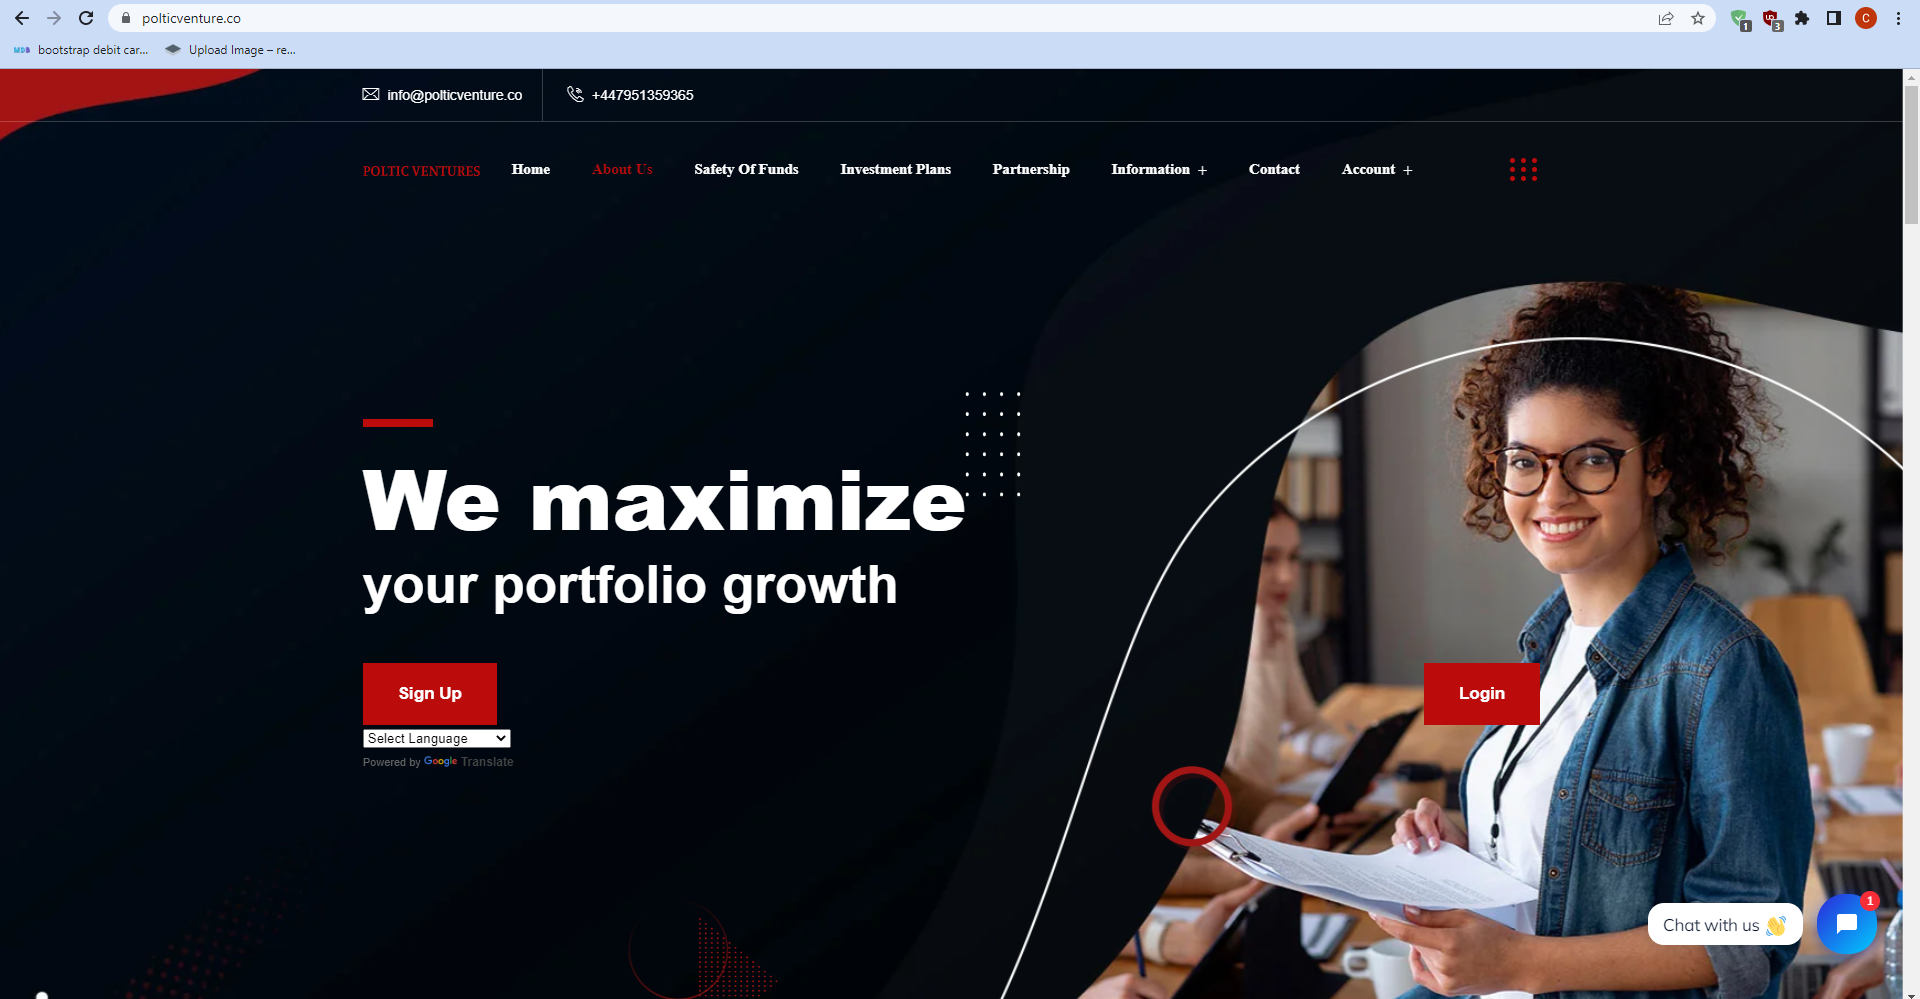 polticventure.co
1
3
C
bootstrap debit car...
Upload Image – re...
info@polticventure.co
+447951359365
POLTIC VENTURES
Home
About Us
Safety Of Funds
Investment Plans
Partnership
Information +
Contact
Account +
We maximize
your portfolio growth
Sign Up
Login
Select Language
Powered by Google Translate
Chat with us 👋
1